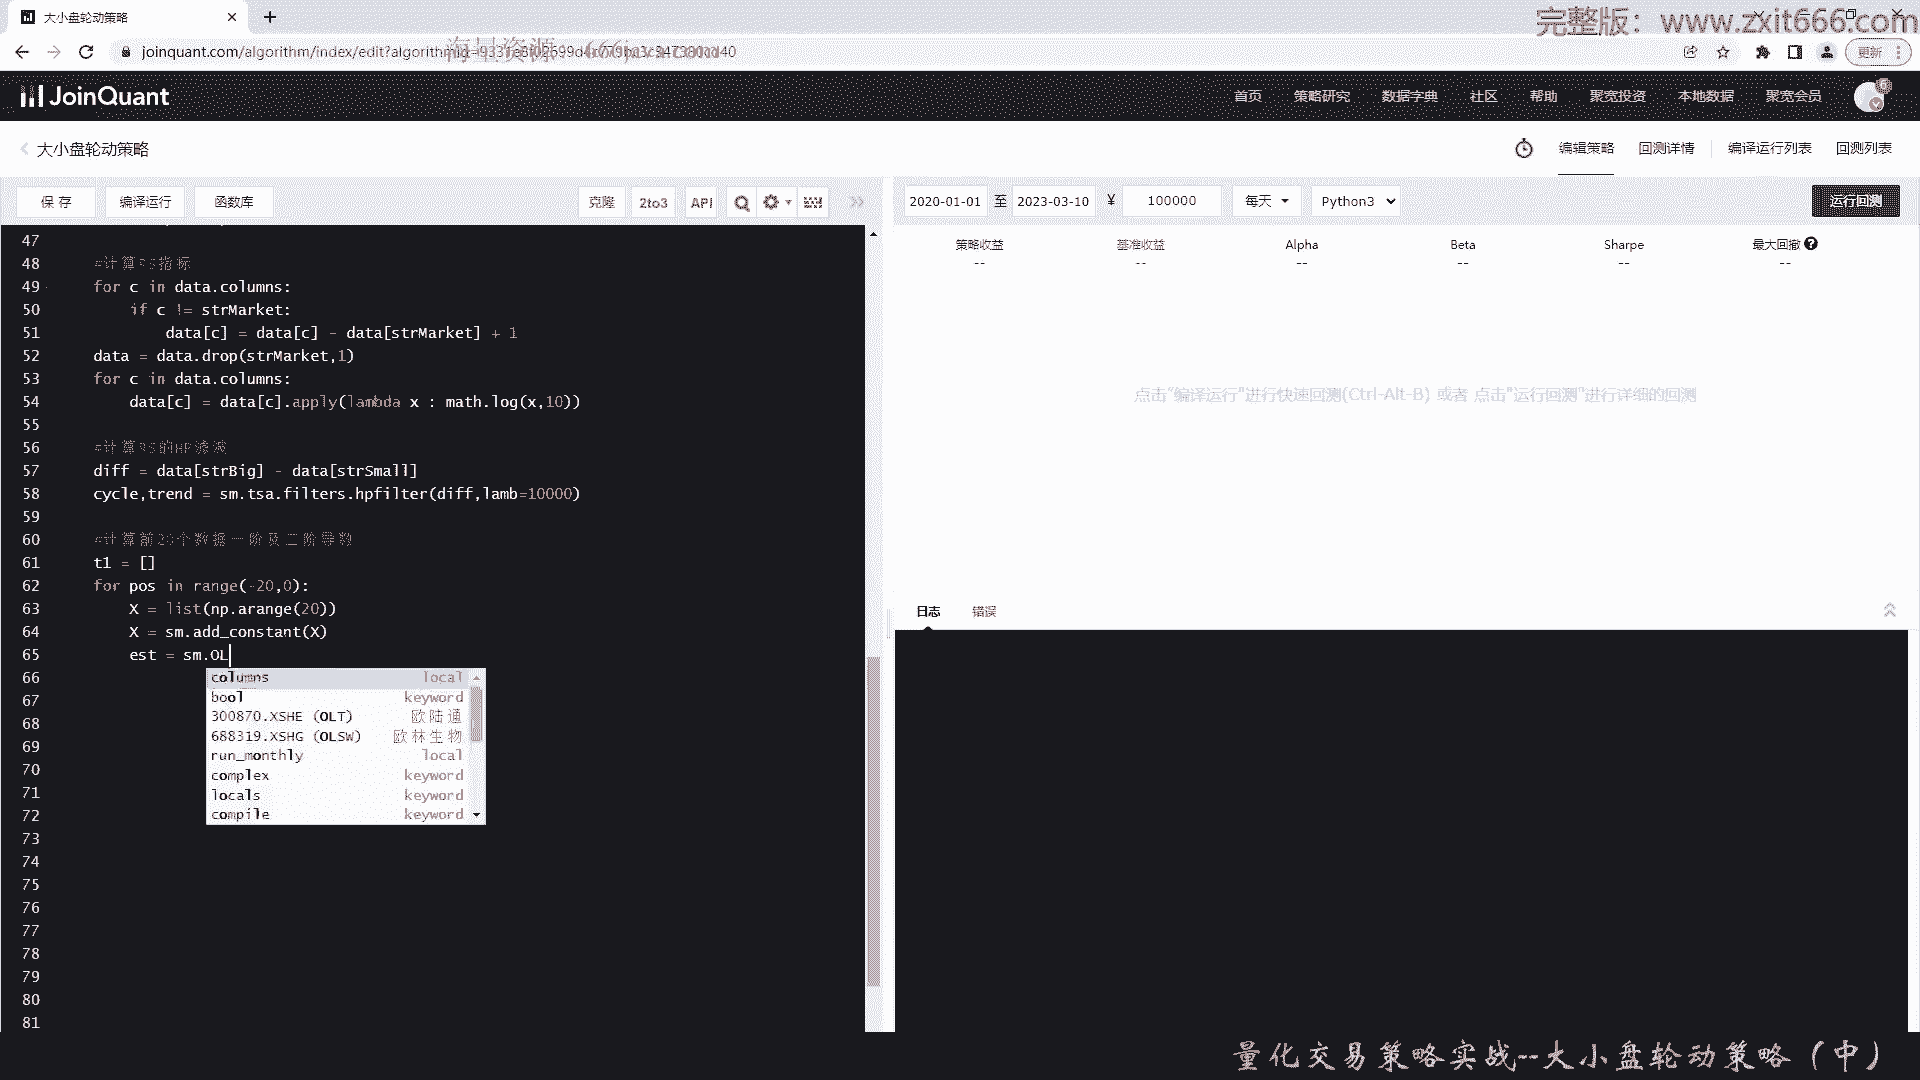 大小盘轮动策略
完整版：www.zxit666.com
更新
JoinQuant
首页 策略研究 数据字典 社区 帮助 聚宽投资 本地数据 聚宽会员
大小盘轮动策略
编辑策略 回测详情 编译运行列表 回测列表
保存 编译运行 函数库 克隆 2to3 API
2020-01-01 至 2023-03-10 ¥ 100000 每天 Python3 运行回测
策略收益 基准收益 Alpha Beta Sharpe 最大回撤
-- -- -- -- -- --
47
48 #计算RS指标
49 for c in data.columns:
50 if c != strMarket:
51 data[c] = data[c] - data[strMarket] + 1
52 data = data.drop(strMarket,1)
53 for c in data.columns:
54 data[c] = data[c].apply(lambda x : math.log(x,10))
55
56 #计算RS的HP滤波
57 diff = data[strBig] - data[strSmall]
58 cycle,trend = sm.tsa.filters.hpfilter(diff,lamb=10000)
59
60 #计算前20个数据一阶及二阶导数
61 t1 = []
62 for pos in range(-20,0):
63 X = list(np.arange(20))
64 X = sm.add_constant(X)
65 est = sm.OL
66
67
68
69
70
71
72
73
74
75
76
77
78
79
80
81
columns local
bool keyword
300870.XSHE (OLT) 欧陆通
688319.XSHG (OLSW) 欧林生物
run_monthly local
complex keyword
locals keyword
compile keyword
点击"编译运行"进行快速回测(Ctrl-Alt-B) 或者 点击"运行回测"进行详细的回测
日志 错误
量化交易策略实战--大小盘轮动策略（中）